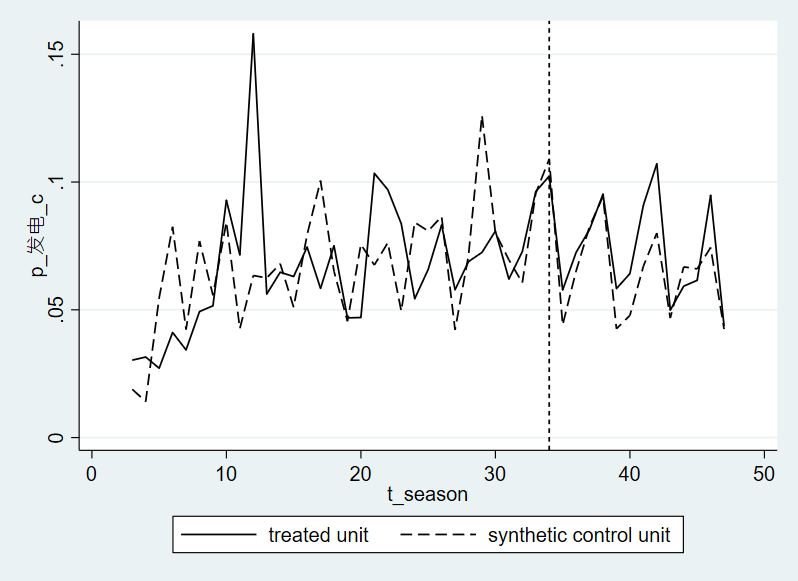 .15
.1
.05
0
p_发电_c
0 10 20 30 40 50
t_season
treated unit synthetic control unit